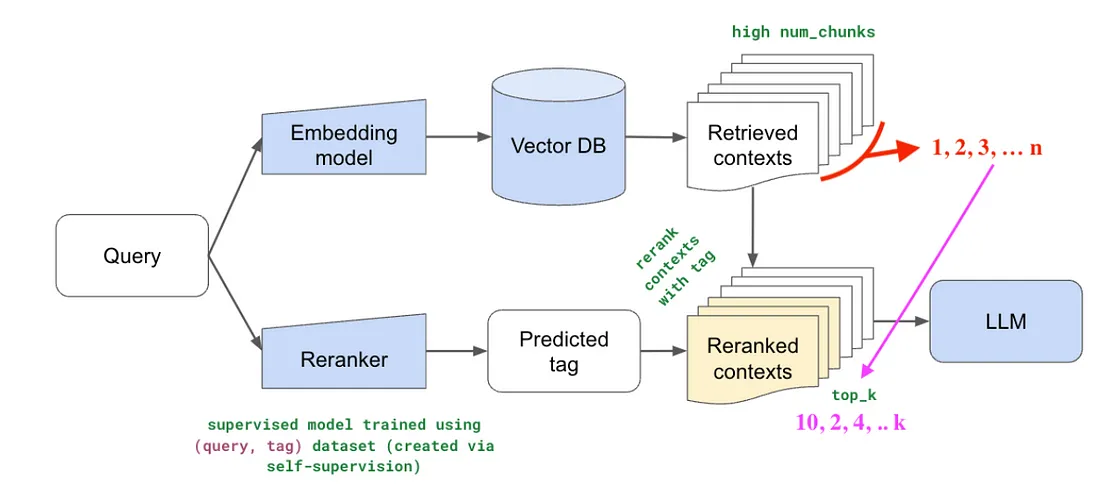 high num_chunks
Embedding
model
Vector DB
Retrieved
contexts
1, 2, 3, ... n
Query
rerank
contexts
with tag
Reranker
Predicted
tag
Reranked
contexts
LLM
top_k
10, 2, 4, .. k
supervised model trained using
(query, tag) dataset (created via
self-supervision)